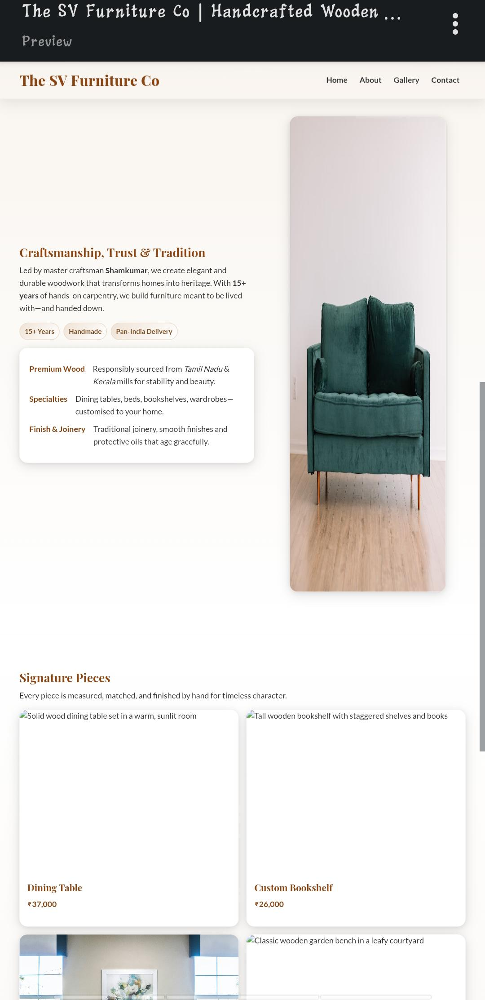 The SV Furniture Co | Handcrafted Wooden ...
Preview
The SV Furniture Co
Home About Gallery Contact
Craftsmanship, Trust & Tradition
Led by master craftsman Shamkumar, we create elegant and
durable woodwork that transforms homes into heritage. With 15+
years of hands-on carpentry, we build furniture meant to be lived
with—and handed down.
15+ Years Handmade Pan-India Delivery
Premium Wood Responsibly sourced from Tamil Nadu &
Kerala mills for stability and beauty.
Specialties Dining tables, beds, bookshelves, wardrobes—
customised to your home.
Finish & Joinery Traditional joinery, smooth finishes and
protective oils that age gracefully.
Signature Pieces
Every piece is measured, matched, and finished by hand for timeless character.
Solid wood dining table set in a warm, sunlit room
Tall wooden bookshelf with staggered shelves and books
Dining Table
₹37,000
Custom Bookshelf
₹26,000
Classic wooden garden bench in a leafy courtyard